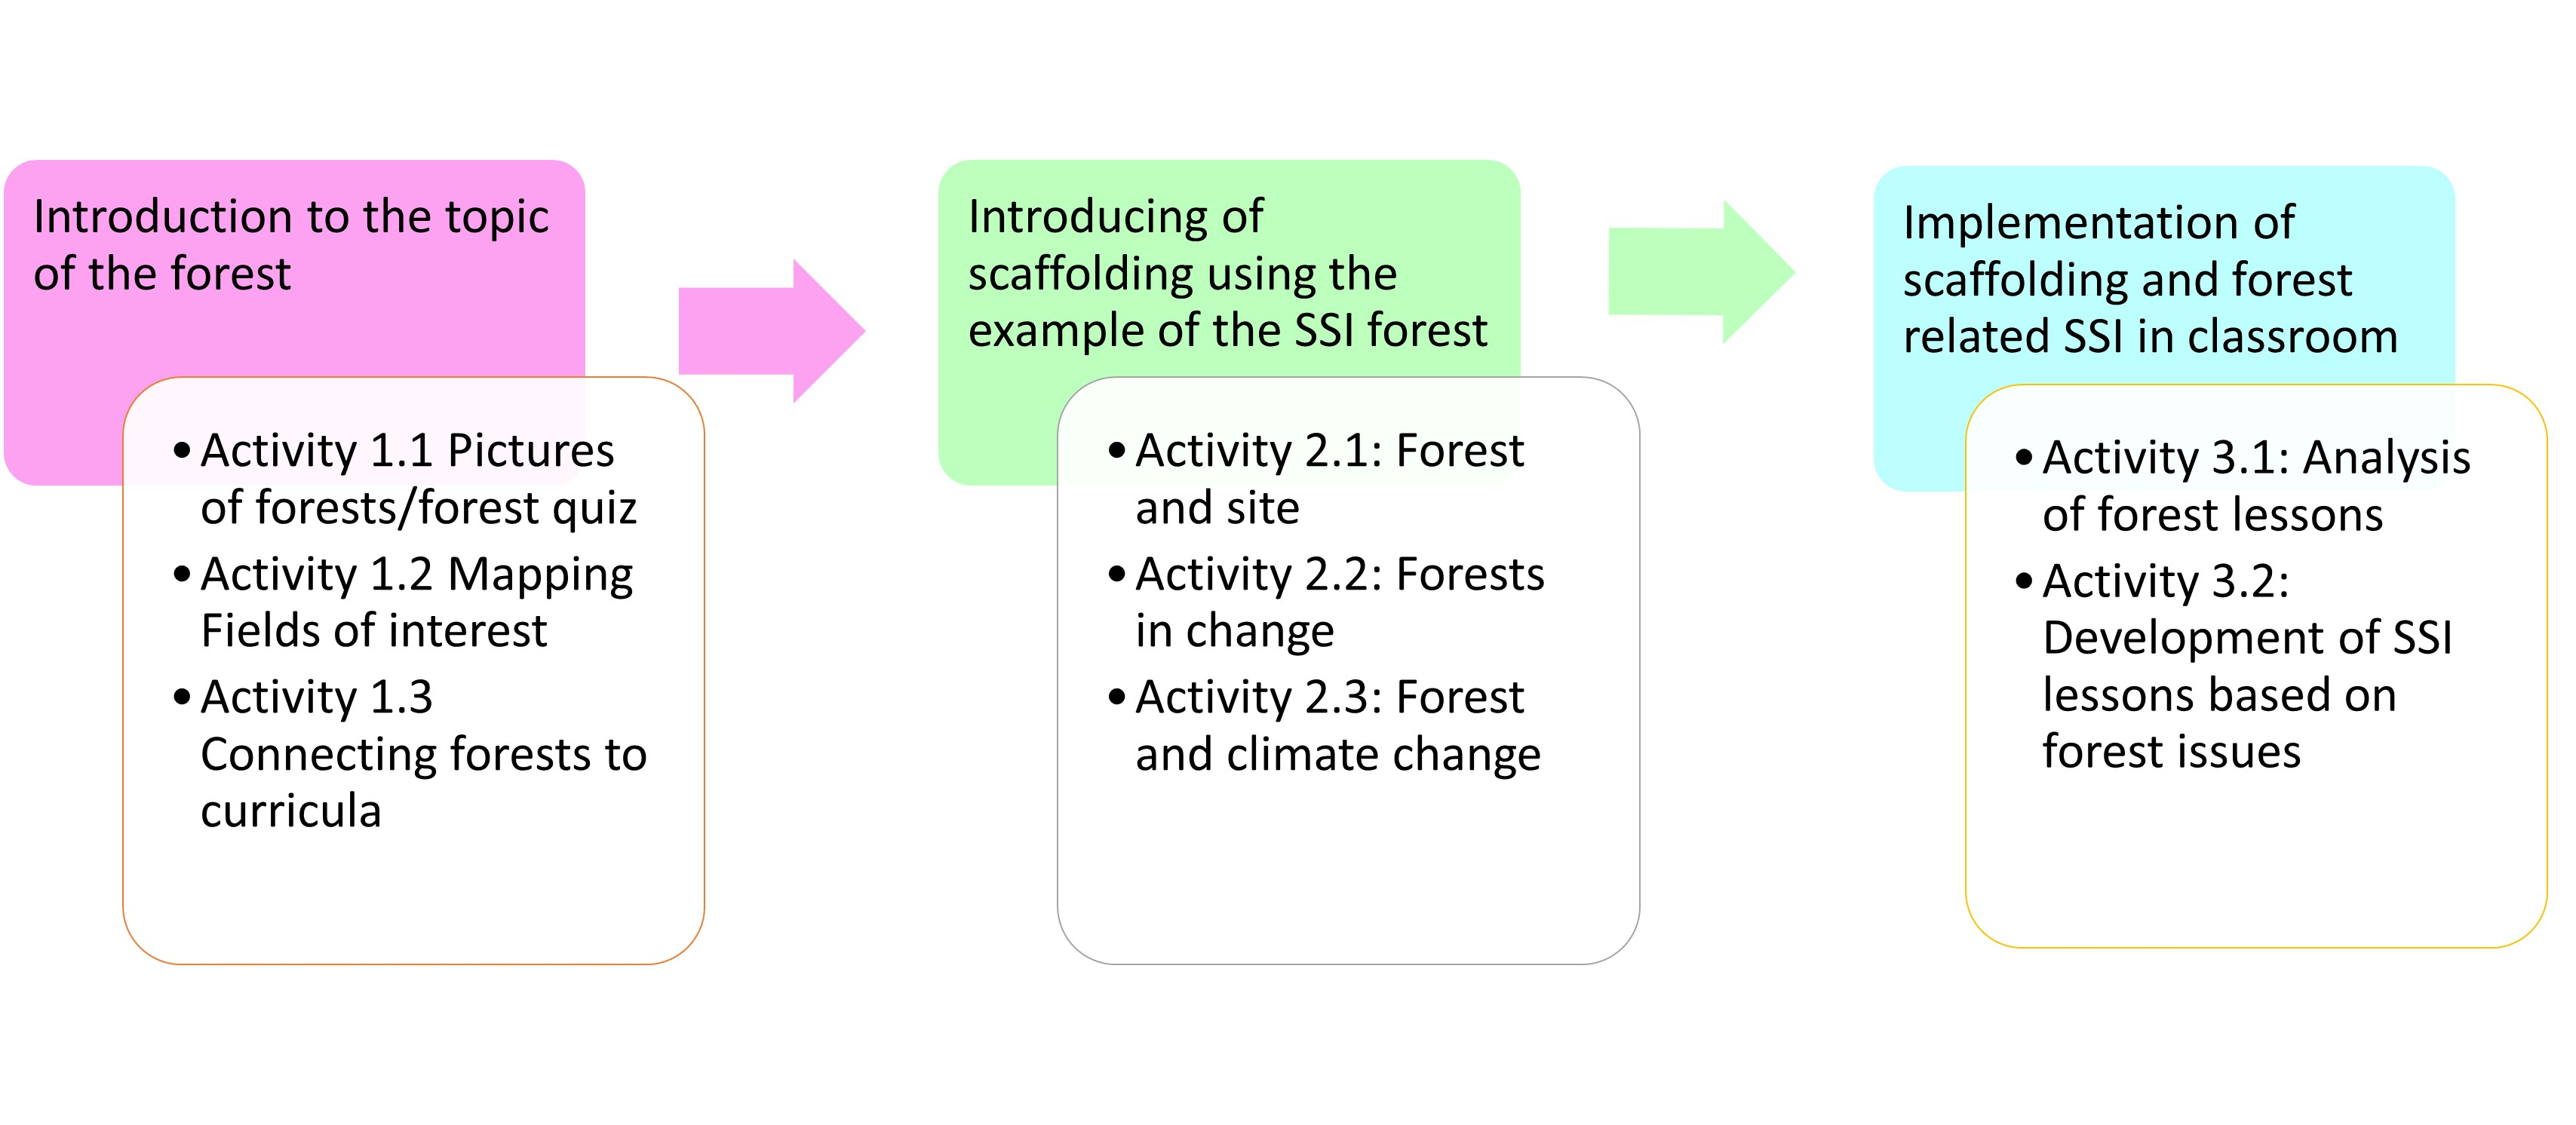 Introduction to the topic
of the forest
• Activity 1.1 Pictures
of forests/forest quiz
• Activity 1.2 Mapping
Fields of interest
• Activity 1.3
Connecting forests to
curricula
Introducing of
scaffolding using the
example of the SSI forest
• Activity 2.1: Forest
and site
• Activity 2.2: Forests
in change
• Activity 2.3: Forest
and climate change
Implementation of
scaffolding and forest
related SSI in classroom
• Activity 3.1: Analysis
of forest lessons
• Activity 3.2:
Development of SSI
lessons based on
forest issues